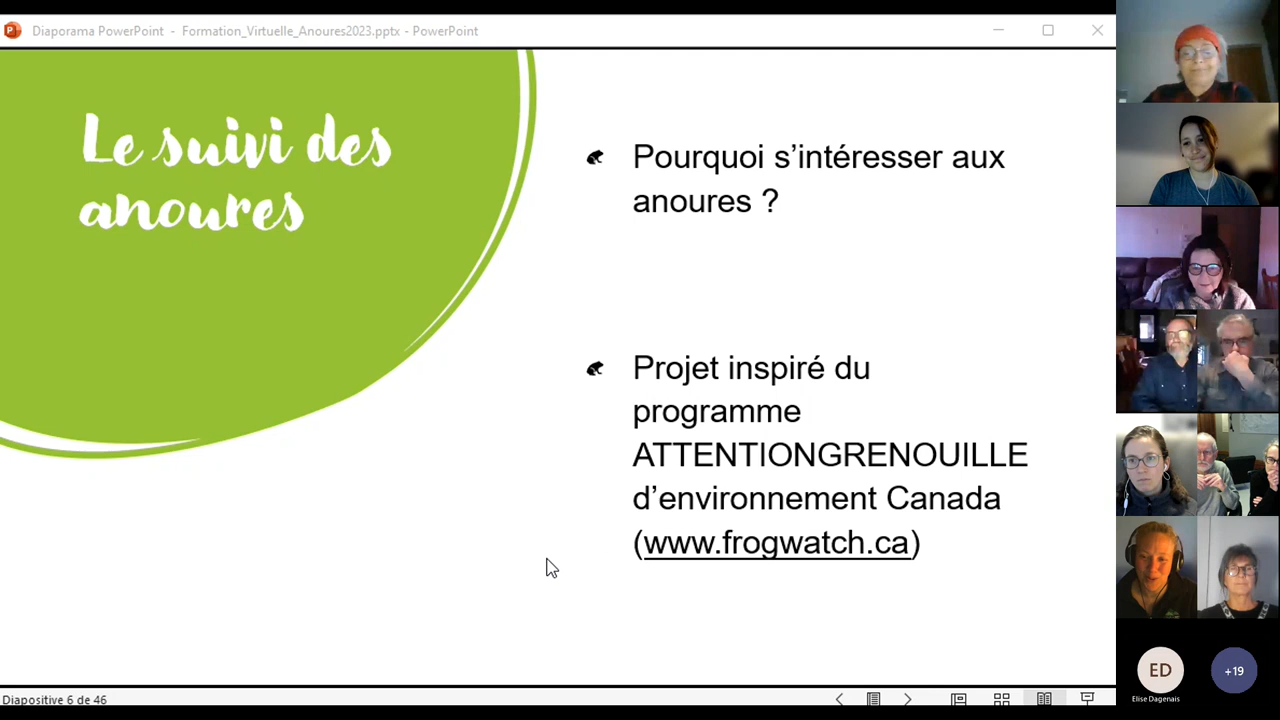 Diaporama PowerPoint - Formation_Virtuelle_Anoures2023.pptx - PowerPoint
Le suivi des
anoures
Pourquoi s’intéresser aux
anoures ?
Projet inspiré du
programme
ATTENTIONGRENOUILLE
d’environnement Canada
(www.frogwatch.ca)
ED
+19
Elise Dagenais
Diapositive 6 de 46